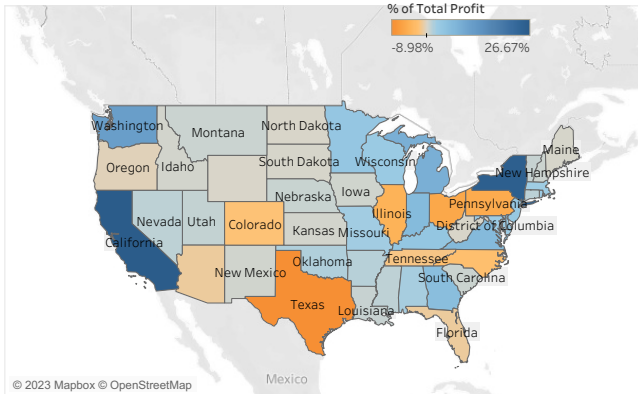 % of Total Profit
-8.98% 26.67%
Washington
Montana
North Dakota
Maine
Oregon
Idaho
South Dakota
Wisconsin
New Hampshire
Nebraska
Iowa
Pennsylvania
Nevada
Utah
Colorado
Kansas
Missouri
Illinois
District of Columbia
California
New Mexico
Oklahoma
Tennessee
South Carolina
Texas
Louisiana
Florida
Mexico
© 2023 Mapbox © OpenStreetMap